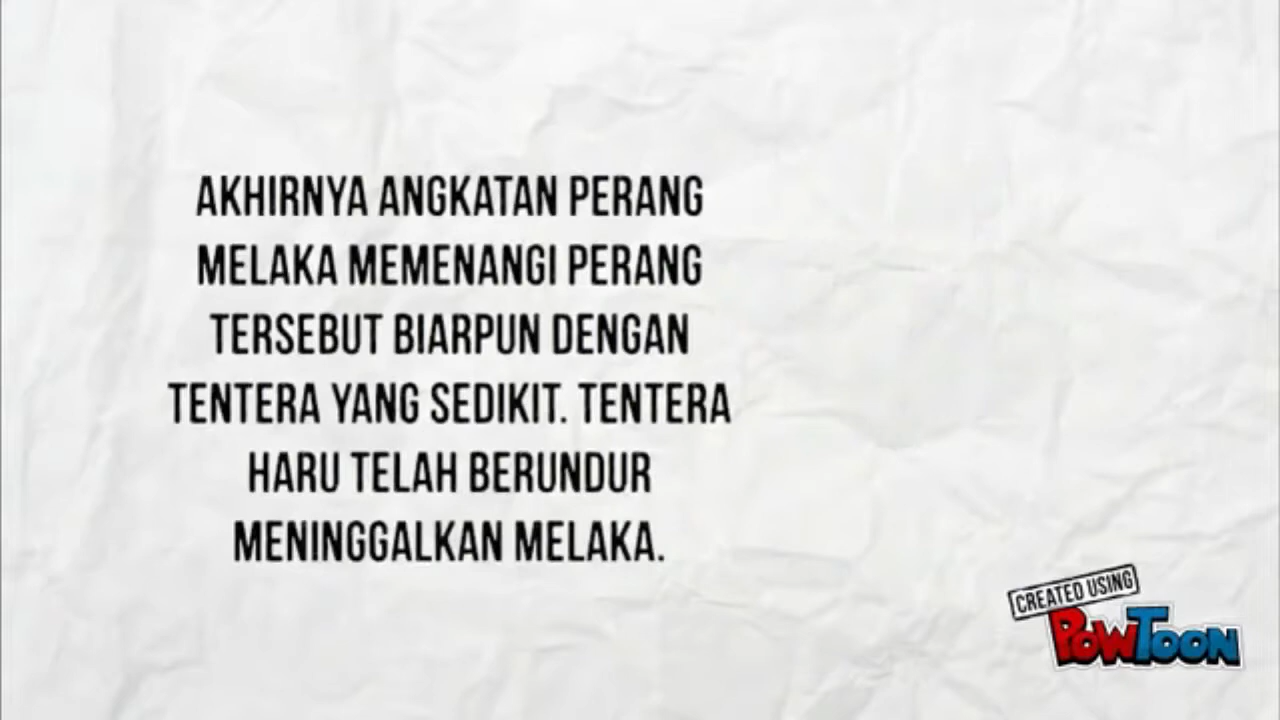 AKHIRNYA ANGKATAN PERANG
MELAKA MEMENANGI PERANG
TERSEBUT BIARPUN DENGAN
TENTERA YANG SEDIKIT. TENTERA
HARU TELAH BERUNDUR
MENINGGALKAN MELAKA.
CREATED USING
POWTOON